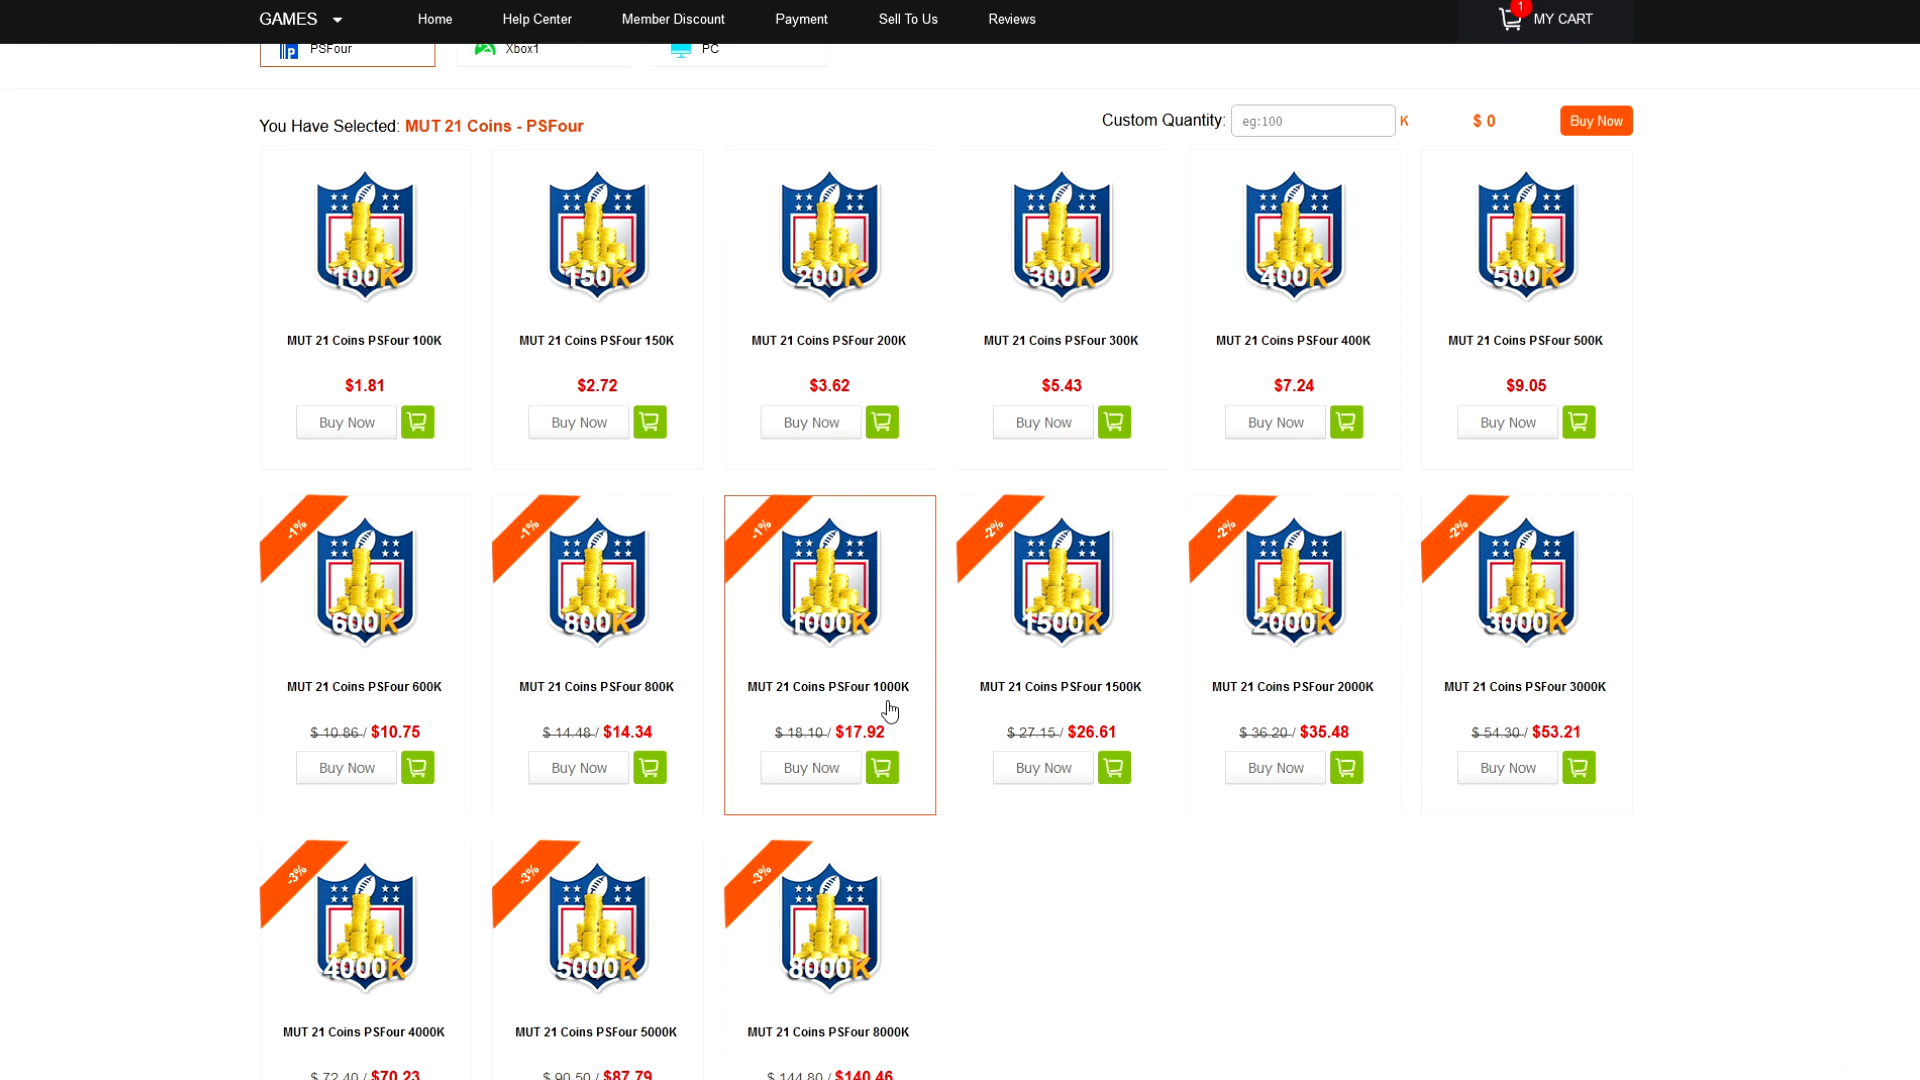 GAMES Home Help Center Member Discount Payment Sell To Us Reviews 1 MY CART
PSFour Xbox1 PC
You Have Selected: MUT 21 Coins - PSFour Custom Quantity: eg:100 K $ 0 Buy Now
100K 150K 200K 300K 400K 500K
MUT 21 Coins PSFour 100K MUT 21 Coins PSFour 150K MUT 21 Coins PSFour 200K MUT 21 Coins PSFour 300K MUT 21 Coins PSFour 400K MUT 21 Coins PSFour 500K
$1.81 $2.72 $3.62 $5.43 $7.24 $9.05
Buy Now Buy Now Buy Now Buy Now Buy Now Buy Now
-1% -1% -1% -2% -2% -2%
600K 800K 1000K 1500K 2000K 3000K
MUT 21 Coins PSFour 600K MUT 21 Coins PSFour 800K MUT 21 Coins PSFour 1000K MUT 21 Coins PSFour 1500K MUT 21 Coins PSFour 2000K MUT 21 Coins PSFour 3000K
$ 10.86 / $10.75 $ 14.48 / $14.34 $ 18.10 / $17.92 $ 27.15 / $26.61 $ 36.20 / $35.48 $ 54.30 / $53.21
Buy Now Buy Now Buy Now Buy Now Buy Now Buy Now
-3% -3% -3%
4000K 5000K 8000K
MUT 21 Coins PSFour 4000K MUT 21 Coins PSFour 5000K MUT 21 Coins PSFour 8000K
$ 72.40 / $70.23 $ 90.50 / $87.79 $ 144.80 / $140.46